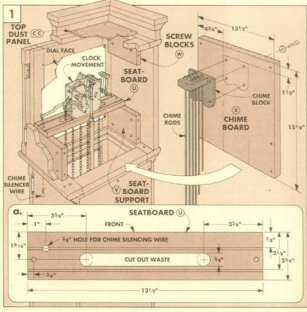 1
TOP
DUST
PANEL
CC
DIAL FACE
CLOCK
MOVEMENT
SEAT-
BOARD
U
SCREW
BLOCKS
W
13½"
11½"
CHIME
BLOCK
X
CHIME
BOARD
CHIME
RODS
CHIME
SILENCER
WIRE
V
SEAT-
BOARD
SUPPORT
a.
SEATBOARD U
FRONT
1"
HOLE FOR CHIME SILENCING WIRE
CUT OUT WASTE
13½"